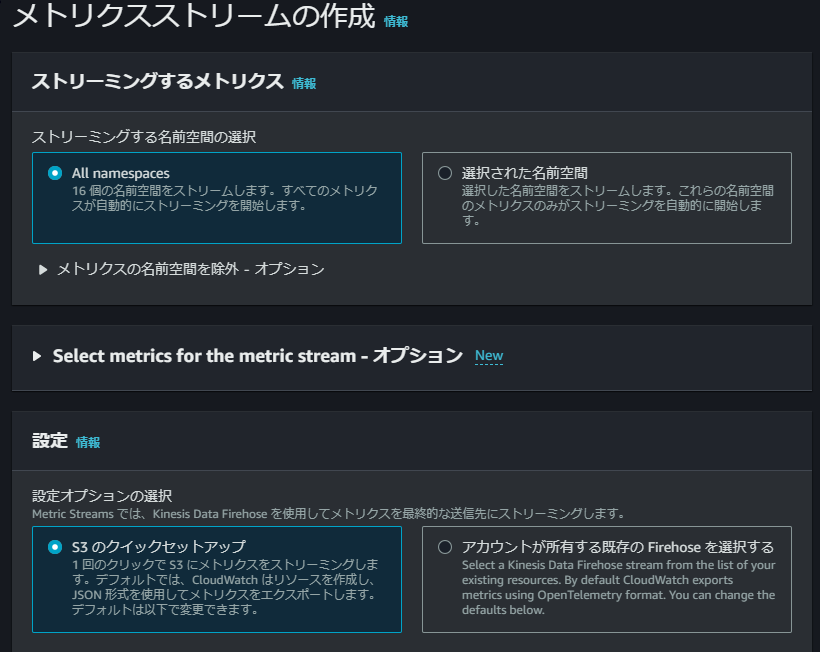 メトリクスストリームの作成 情報
ストリーミングするメトリクス 情報
ストリーミングする名前空間の選択
All namespaces
16 個の名前空間をストリームします。すべてのメトリク
スが自動的にストリーミングを開始します。
選択された名前空間
選択した名前空間をストリームします。これらの名前空間
のメトリクスのみがストリーミングを自動的に開始しま
す。
メトリクスの名前空間を除外 - オプション
Select metrics for the metric stream - オプション New
設定 情報
設定オプションの選択
Metric Streams では、Kinesis Data Firehose を使用してメトリクスを最終的な送信先にストリーミングします。
S3 のクイックセットアップ
1 回のクリックで S3 にメトリクスをストリーミングしま
す。デフォルトでは、CloudWatch はリソースを作成し、
JSON 形式を使用してメトリクスをエクスポートします。
デフォルトは以下で変更できます。
アカウントが所有する既存の Firehose を選択する
Select a Kinesis Data Firehose stream from the list of your
existing resources. By default CloudWatch exports
metrics using OpenTelemetry format. You can change the
defaults below.